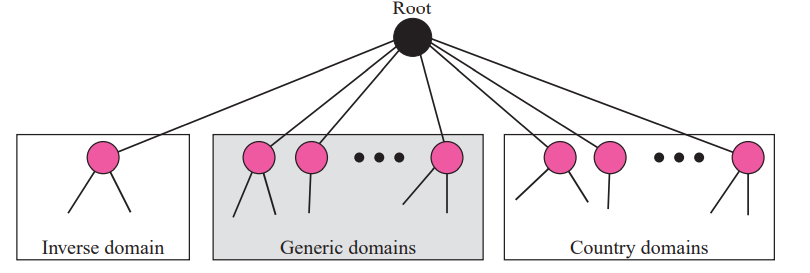 Root
Inverse domain
Generic domains
Country domains